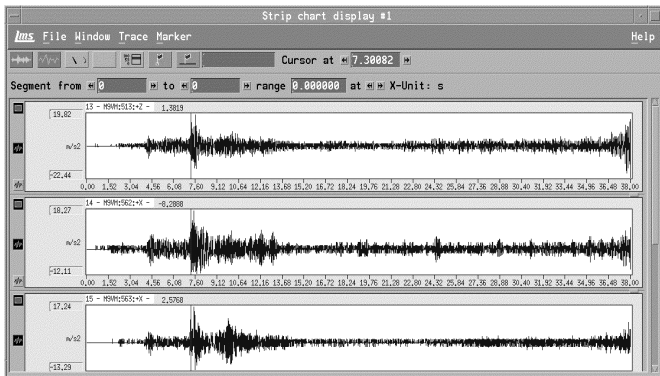 Strip chart display #1
lms File Window Trace Marker Help
Cursor at 7.30082
Segment from 0 to 0 range 0.000000 at X-Unit: s
13 - M9VM;513;+Z - 1.3819
19.82
m/s2
-22.44
0.00 1.52 3.04 4.56 6.08 7.60 9.12 10.64 12.16 13.68 15.20 16.72 18.24 19.76 21.28 22.80 24.32 25.84 27.36 28.88 30.40 31.92 33.44 34.96 36.48 38.00
14 - M9VM;562;+X - -8.2888
18.27
m/s2
-12.11
0.00 1.52 3.04 4.56 6.08 7.60 9.12 10.64 12.16 13.68 15.20 16.72 18.24 19.76 21.28 22.80 24.32 25.84 27.36 28.88 30.40 31.92 33.44 34.96 36.48 38.00
15 - M9VM;563;+X - 2.5768
17.24
m/s2
-13.29